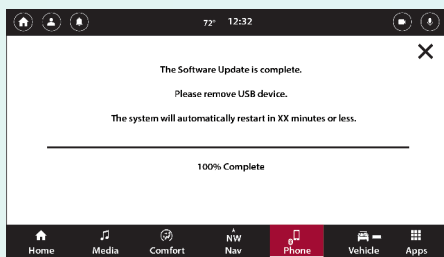 72° 12:32
The Software Update is complete.
Please remove USB device.
The system will automatically restart in XX minutes or less.
100% Complete
NW
Home Media Comfort Nav Phone Vehicle Apps